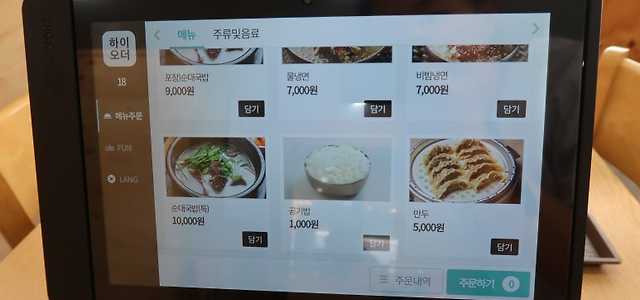 하이
오더
18
메뉴주문
FUN
LANG
메뉴
주류및음료
포장)순대국밥
9,000원
담기
물냉면
7,000원
담기
비빔냉면
7,000원
담기
순대국밥(특)
10,000원
담기
공기밥
1,000원
담기
만두
5,000원
담기
주문내역
주문하기 0